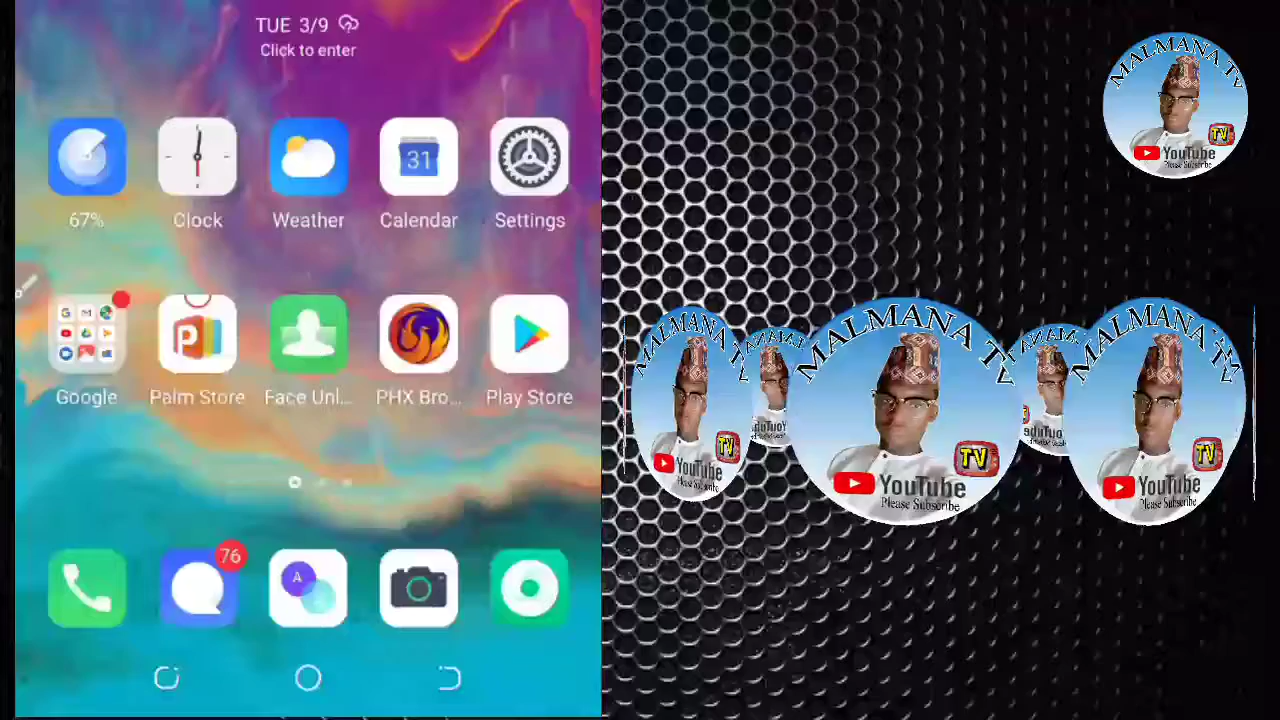 TUE 3/9
Click to enter
67%
Clock
Weather
Calendar
31
Settings
Google
Palm Store
Face Unl...
PHX Bro...
Play Store
76
A
MALMANA Tv
TV
YouTube
Please Subscribe
MALMANA Tv
TV
YouTube
Please Subscribe
MALMANA Tv
TV
YouTube
Please Subscribe
MALMANA Tv
TV
YouTube
Please Subscribe